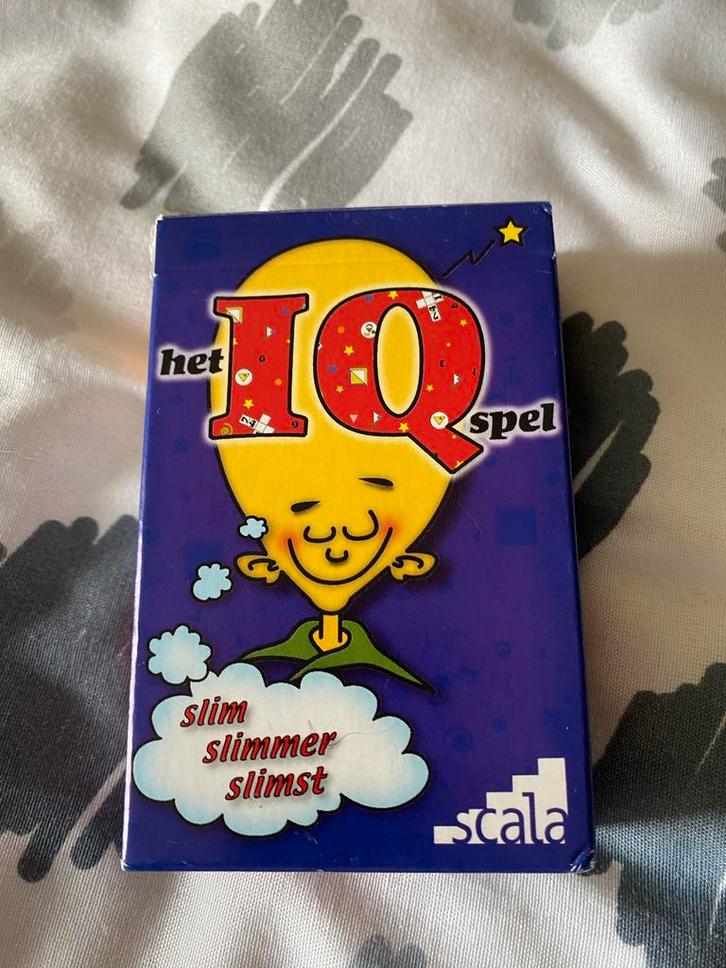 het IQ spel
slim
slimmer
slimst
scala